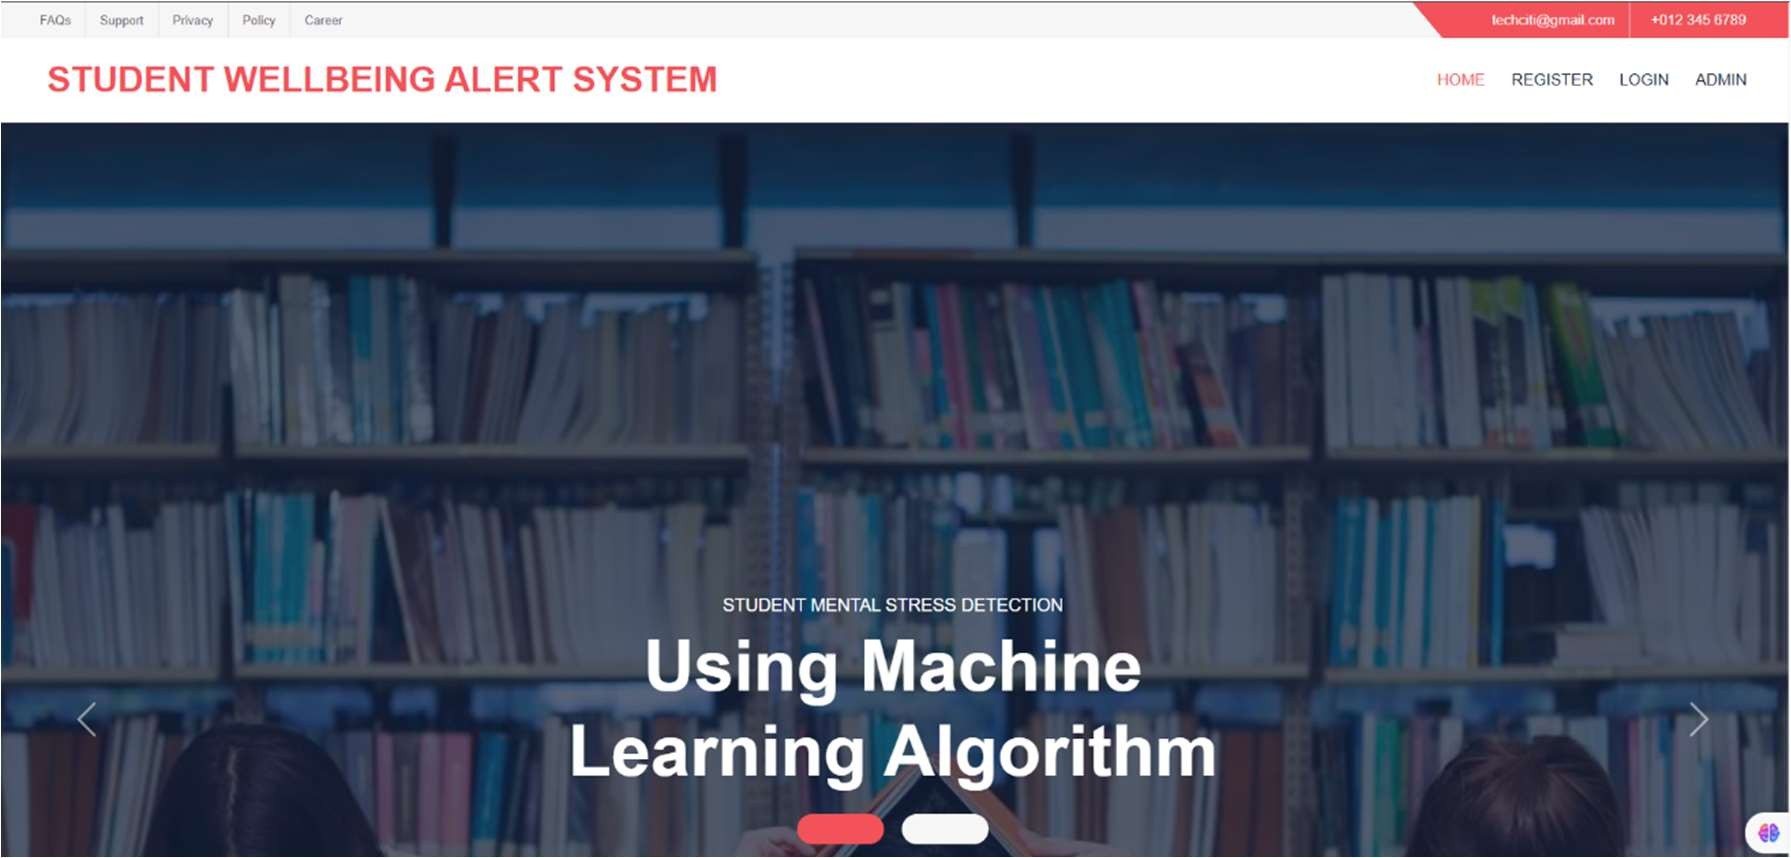 FAQs Support Privacy Policy Career techciti@gmail.com +012 345 6789
STUDENT WELLBEING ALERT SYSTEM HOME REGISTER LOGIN ADMIN
STUDENT MENTAL STRESS DETECTION
Using Machine
Learning Algorithm